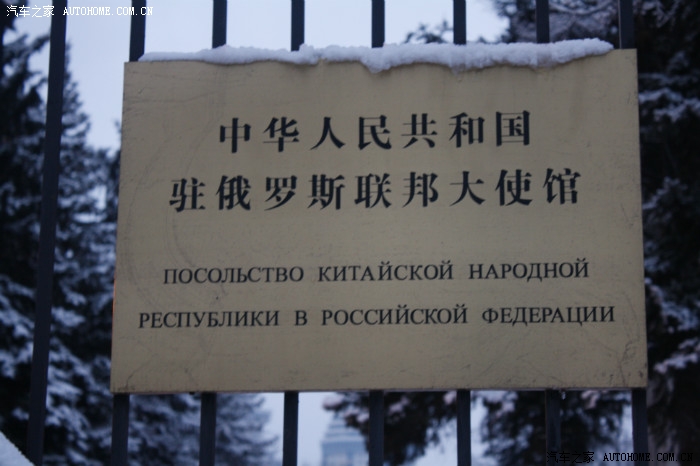 汽车之家 AUTOHOME.COM.CN
中华人民共和国
驻俄罗斯联邦大使馆
ПОСОЛЬСТВО КИТАЙСКОЙ НАРОДНОЙ
РЕСПУБЛИКИ В РОССИЙСКОЙ ФЕДЕРАЦИИ
汽车之家 AUTOHOME.COM.CN